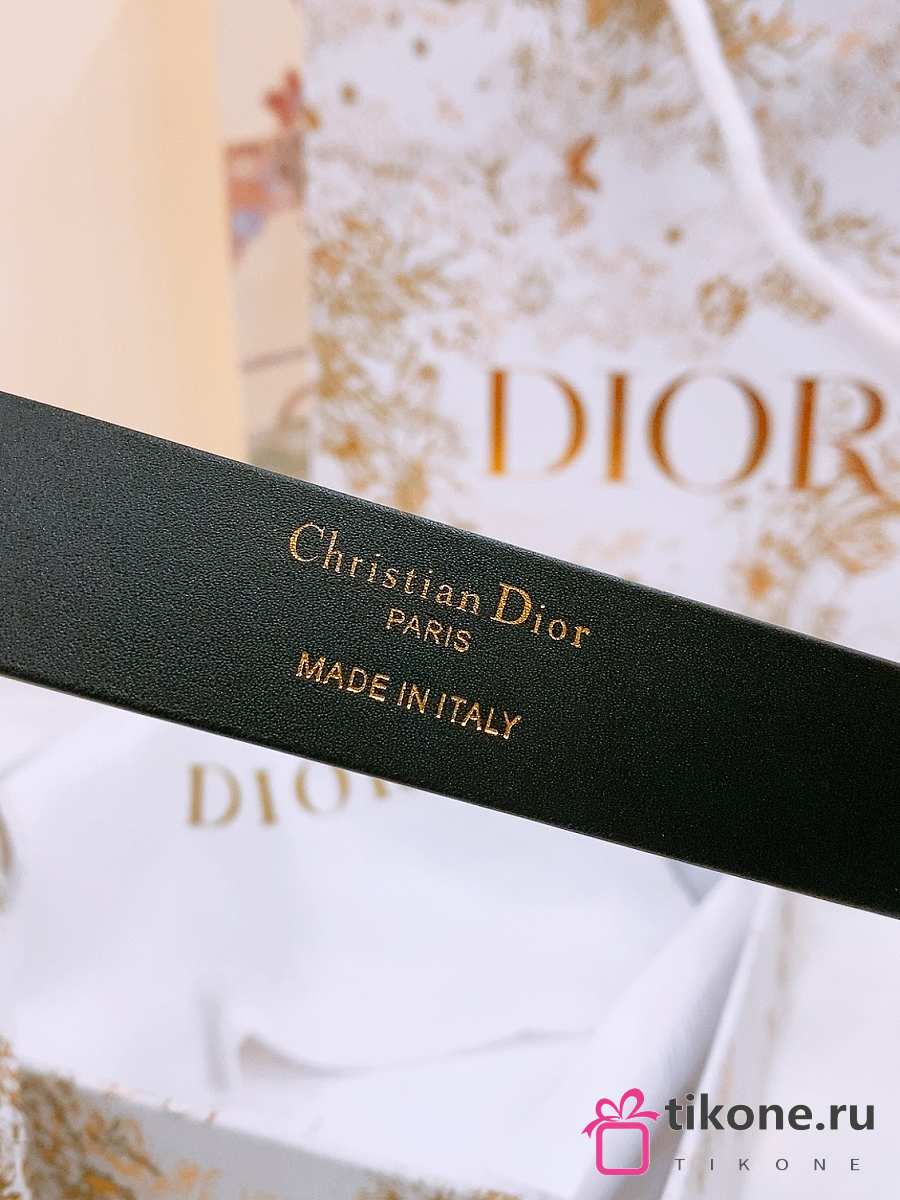 DIOR
Christian Dior
PARIS
MADE IN ITALY
DIOR
tikone.ru
TIKONE